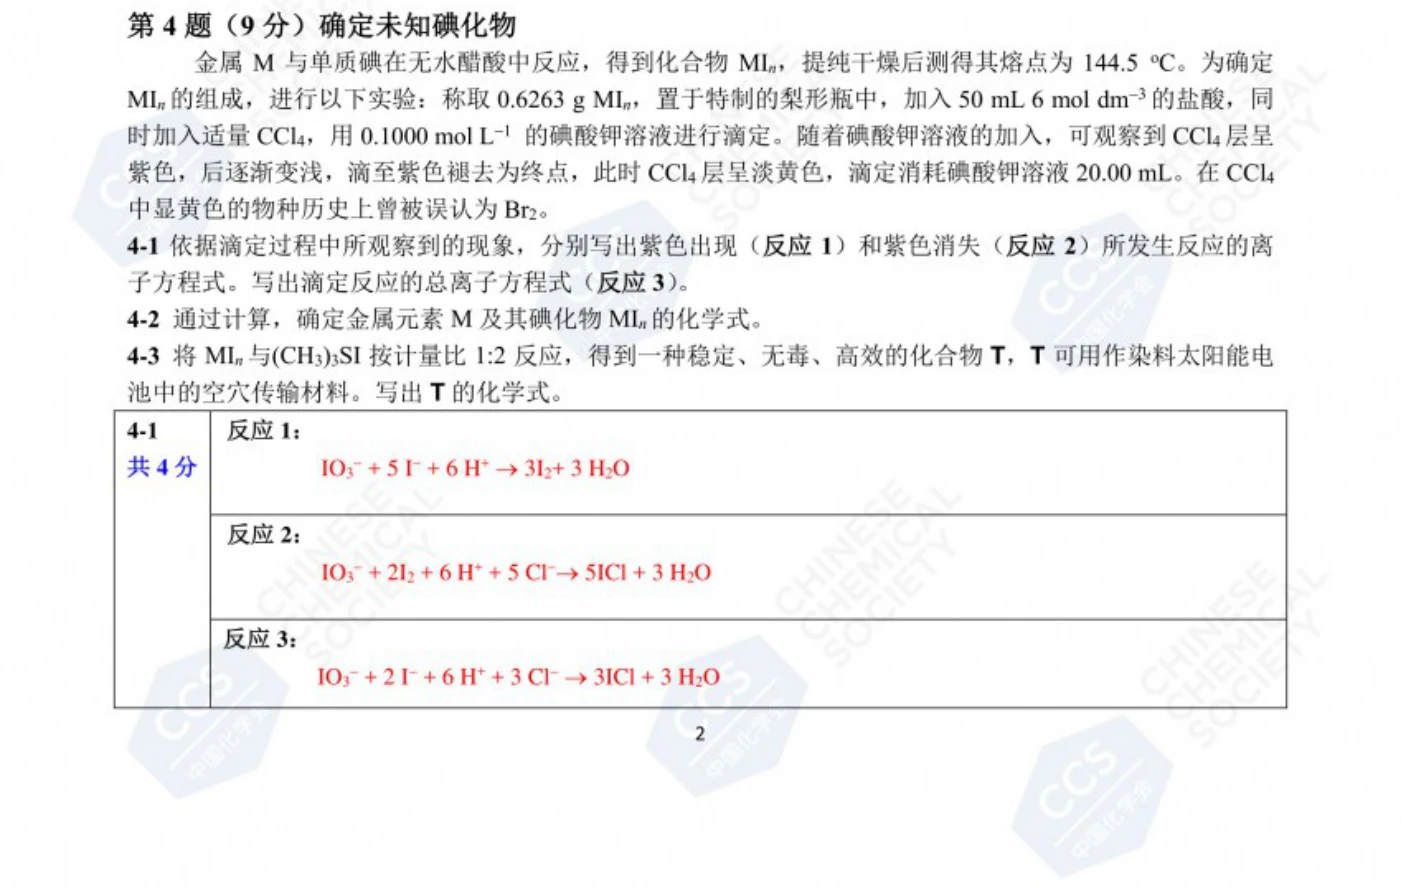 第 4 题（9 分）确定未知碘化物
金属 M 与单质碘在无水醋酸中反应，得到化合物 MIₙ，提纯干燥后测得其熔点为 144.5 ºC。为确定
MIₙ 的组成，进行以下实验：称取 0.6263 g MIₙ，置于特制的梨形瓶中，加入 50 mL 6 mol dm⁻³ 的盐酸，同
时加入适量 CCl₄，用 0.1000 mol L⁻¹ 的碘酸钾溶液进行滴定。随着碘酸钾溶液的加入，可观察到 CCl₄ 层呈
紫色，后逐渐变浅，滴至紫色褪去为终点，此时 CCl₄ 层呈淡黄色，滴定消耗碘酸钾溶液 20.00 mL。在 CCl₄
中显黄色的物种历史上曾被误认为 Br₂。
4-1 依据滴定过程中所观察到的现象，分别写出紫色出现（反应 1）和紫色消失（反应 2）所发生反应的离
子方程式。写出滴定反应的总离子方程式（反应 3）。
4-2 通过计算，确定金属元素 M 及其碘化物 MIₙ 的化学式。
4-3 将 MIₙ 与(CH₃)₃SI 按计量比 1:2 反应，得到一种稳定、无毒、高效的化合物 T，T 可用作染料太阳能电
池中的空穴传输材料。写出 T 的化学式。
4-1
共 4 分
反应 1：
IO₃⁻ + 5 I⁻ + 6 H⁺ → 3I₂+ 3 H₂O
反应 2：
IO₃⁻ + 2I₂ + 6 H⁺ + 5 Cl⁻→ 5ICl + 3 H₂O
反应 3：
IO₃⁻ + 2 I⁻ + 6 H⁺ + 3 Cl⁻ → 3ICl + 3 H₂O
2
CHINESE
CHEMICAL
SOCIETY
CCS
中国化学会